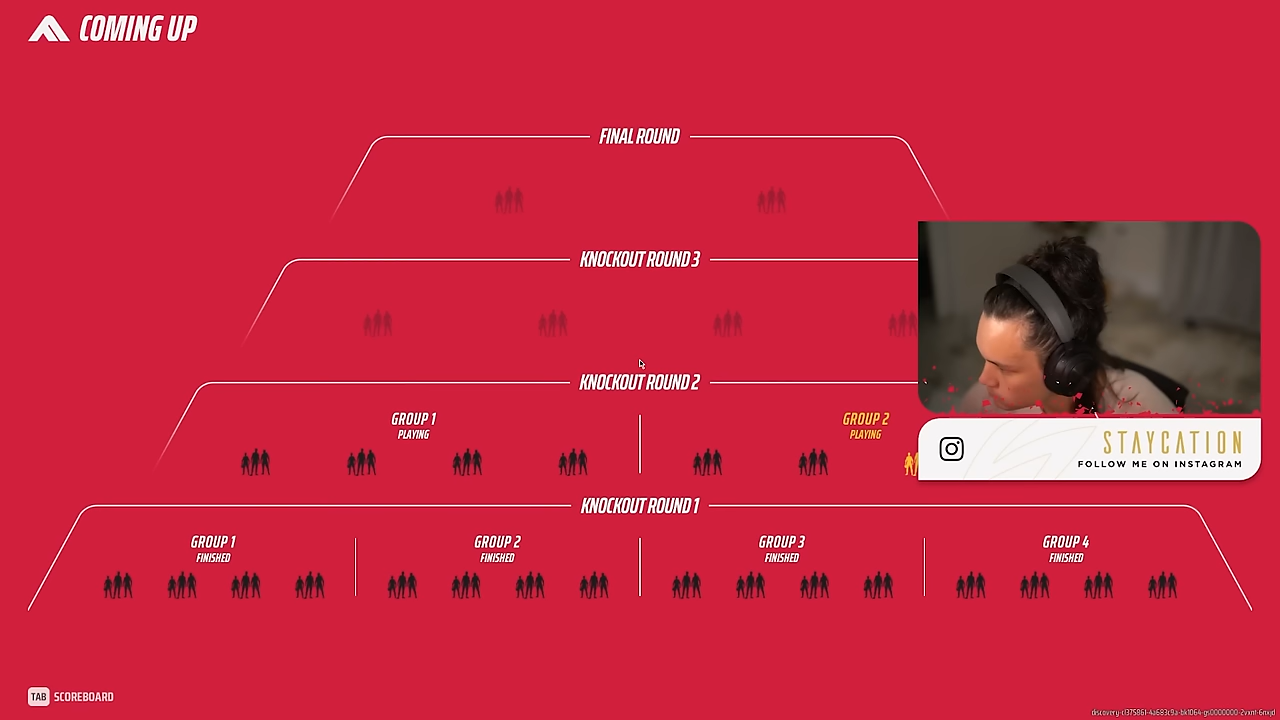 COMING UP
FINAL ROUND
KNOCKOUT ROUND 3
KNOCKOUT ROUND 2
GROUP 1
PLAYING
GROUP 2
PLAYING
STAYCATION
FOLLOW ME ON INSTAGRAM
KNOCKOUT ROUND 1
GROUP 1
FINISHED
GROUP 2
FINISHED
GROUP 3
FINISHED
GROUP 4
FINISHED
TAB SCOREBOARD